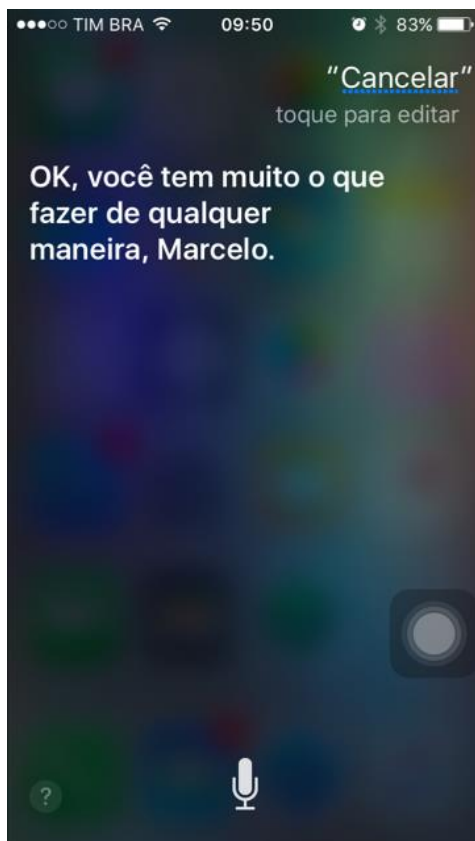 TIM BRA 09:50 83%
"Cancelar"
toque para editar
OK, você tem muito o que
fazer de qualquer
maneira, Marcelo.
?